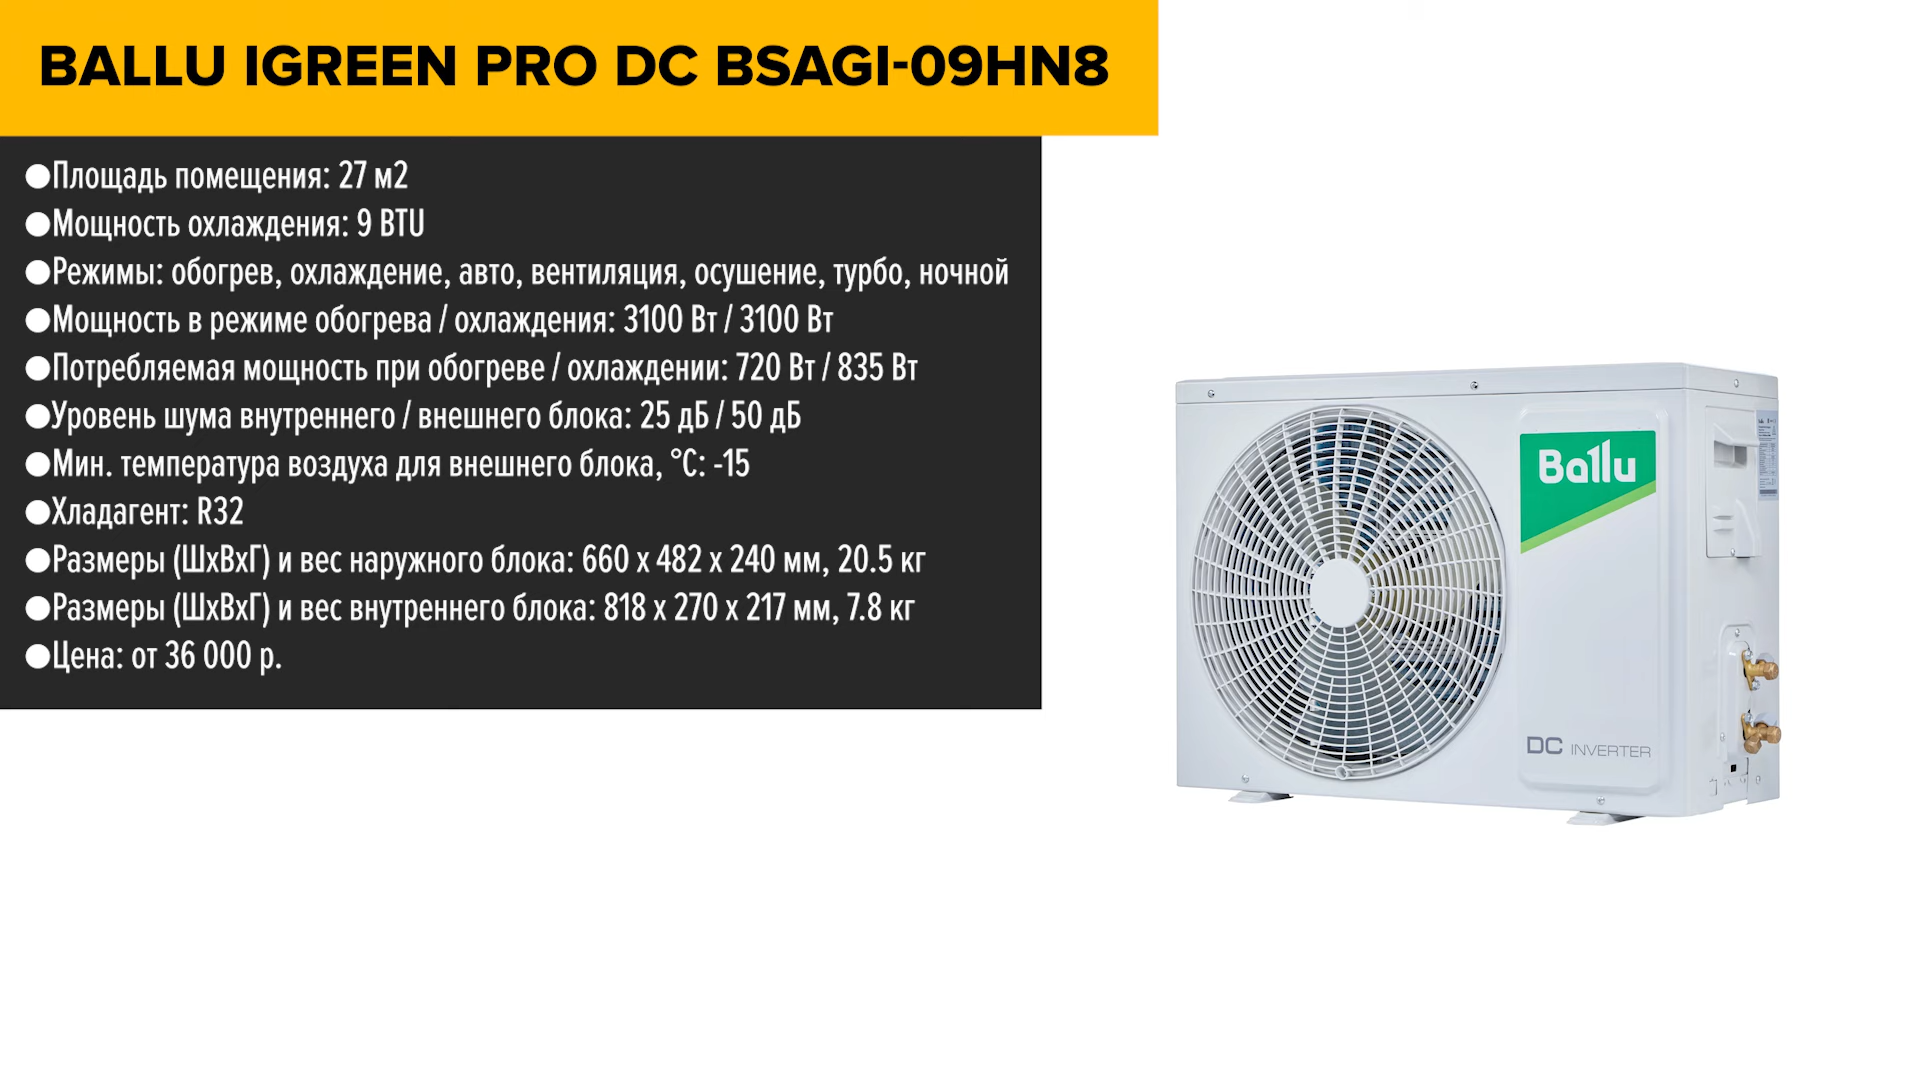 BALLU IGREEN PRO DC BSAGI-09HN8
●Площадь помещения: 27 м2
●Мощность охлаждения: 9 BTU
●Режимы: обогрев, охлаждение, авто, вентиляция, осушение, турбо, ночной
●Мощность в режиме обогрева / охлаждения: 3100 Вт / 3100 Вт
●Потребляемая мощность при обогреве / охлаждении: 720 Вт / 835 Вт
●Уровень шума внутреннего / внешнего блока: 25 дБ / 50 дБ
●Мин. температура воздуха для внешнего блока, °C: -15
●Хладагент: R32
●Размеры (ШхВхГ) и вес наружного блока: 660 x 482 x 240 мм, 20.5 кг
●Размеры (ШхВхГ) и вес внутреннего блока: 818 x 270 x 217 мм, 7.8 кг
●Цена: от 36 000 р.
Ballu
DC INVERTER